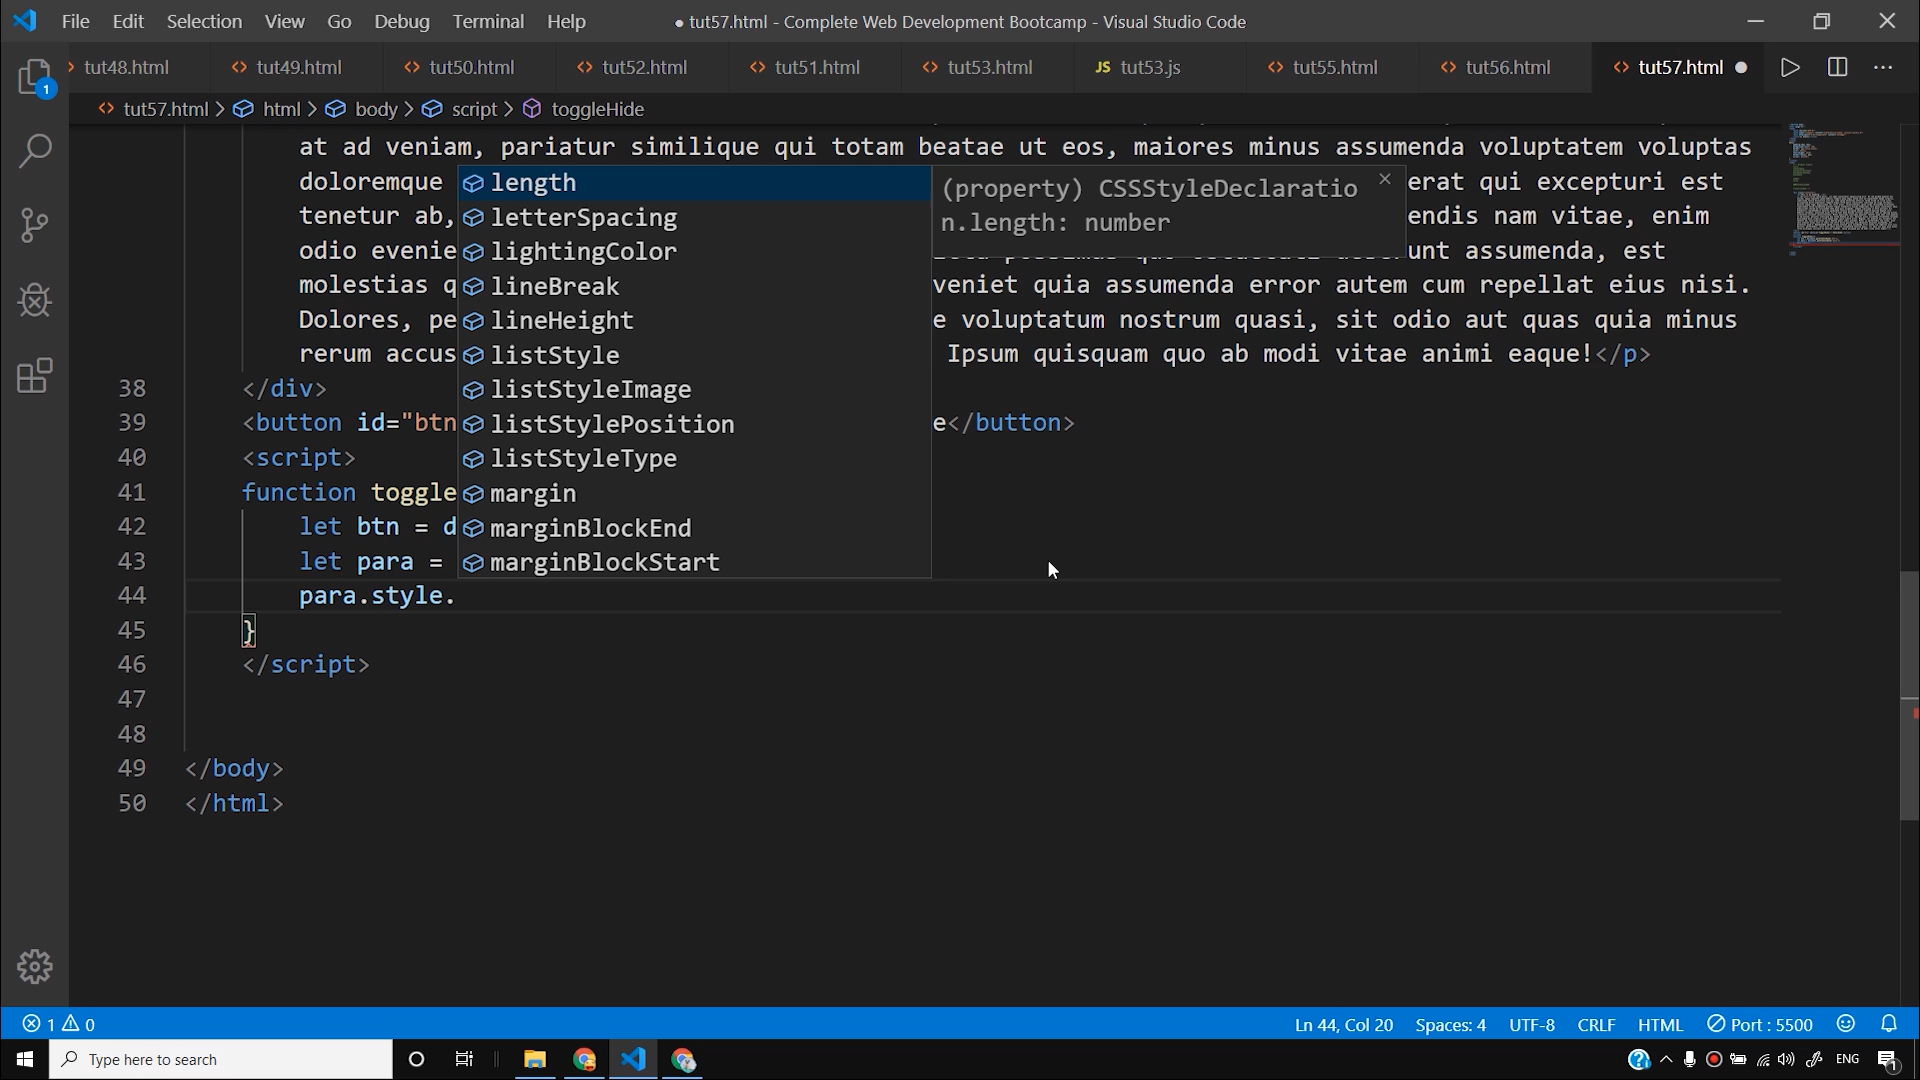 File Edit Selection View Go Debug Terminal Help ● tut57.html - Complete Web Development Bootcamp - Visual Studio Code
tut48.html tut49.html tut50.html tut52.html tut51.html tut53.html JS tut53.js tut55.html tut56.html tut57.html
tut57.html > html > body > script > toggleHide
at ad veniam, pariatur similique qui totam beatae ut eos, maiores minus assumenda voluptatem voluptas
doloremque length (property) CSSStyleDeclaratio erat qui excepturi est
tenetur ab, letterSpacing n.length: number endis nam vitae, enim
odio evenie lightingColor unt assumenda, est
molestias q lineBreak veniet quia assumenda error autem cum repellat eius nisi.
Dolores, pe lineHeight e voluptatum nostrum quasi, sit odio aut quas quia minus
rerum accus listStyle Ipsum quisquam quo ab modi vitae animi eaque!</p>
38 </div> listStyleImage
39 <button id="btn listStylePosition e</button>
40 <script> listStyleType
41 function toggle margin
42 let btn = d marginBlockEnd
43 let para = marginBlockStart
44 para.style.
45 }
46 </script>
47
48
49 </body>
50 </html>
1 0 Ln 44, Col 20 Spaces: 4 UTF-8 CRLF HTML Port : 5500
Type here to search ENG 1